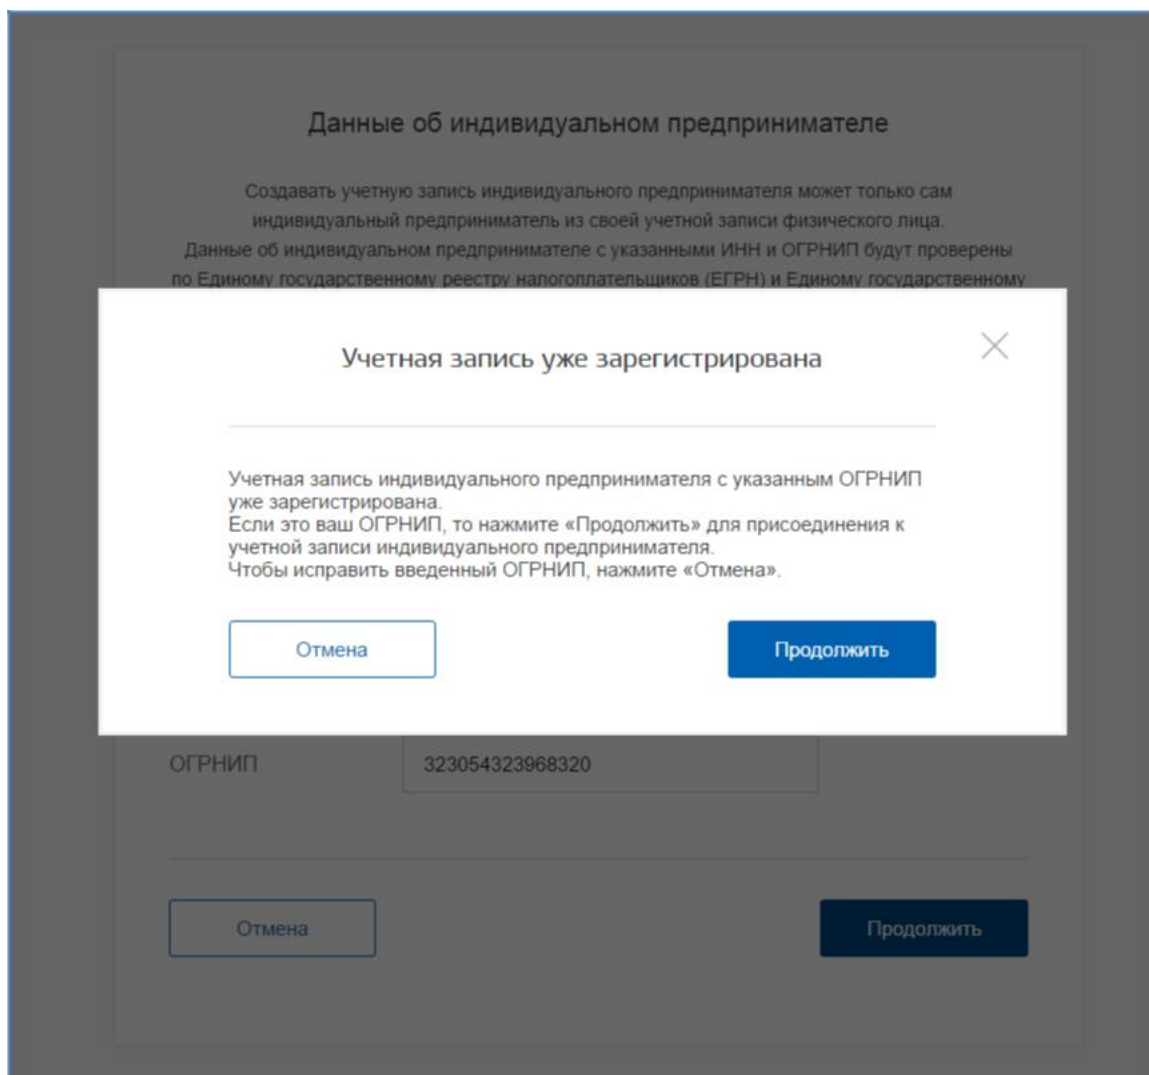 Данные об индивидуальном предпринимателе
Создавать учетную запись индивидуального предпринимателя может только сам
индивидуальный предприниматель из своей учетной записи физического лица.
Данные об индивидуальном предпринимателе с указанными ИНН и ОГРНИП будут проверены
по Единому государственному реестру налогоплательщиков (ЕГРН) и Единому государственному
Учетная запись уже зарегистрирована
Учетная запись индивидуального предпринимателя с указанным ОГРНИП
уже зарегистрирована.
Если это ваш ОГРНИП, то нажмите «Продолжить» для присоединения к
учетной записи индивидуального предпринимателя.
Чтобы исправить введенный ОГРНИП, нажмите «Отмена».
Отмена
Продолжить
ОГРНИП
323054323968320
Отмена
Продолжить